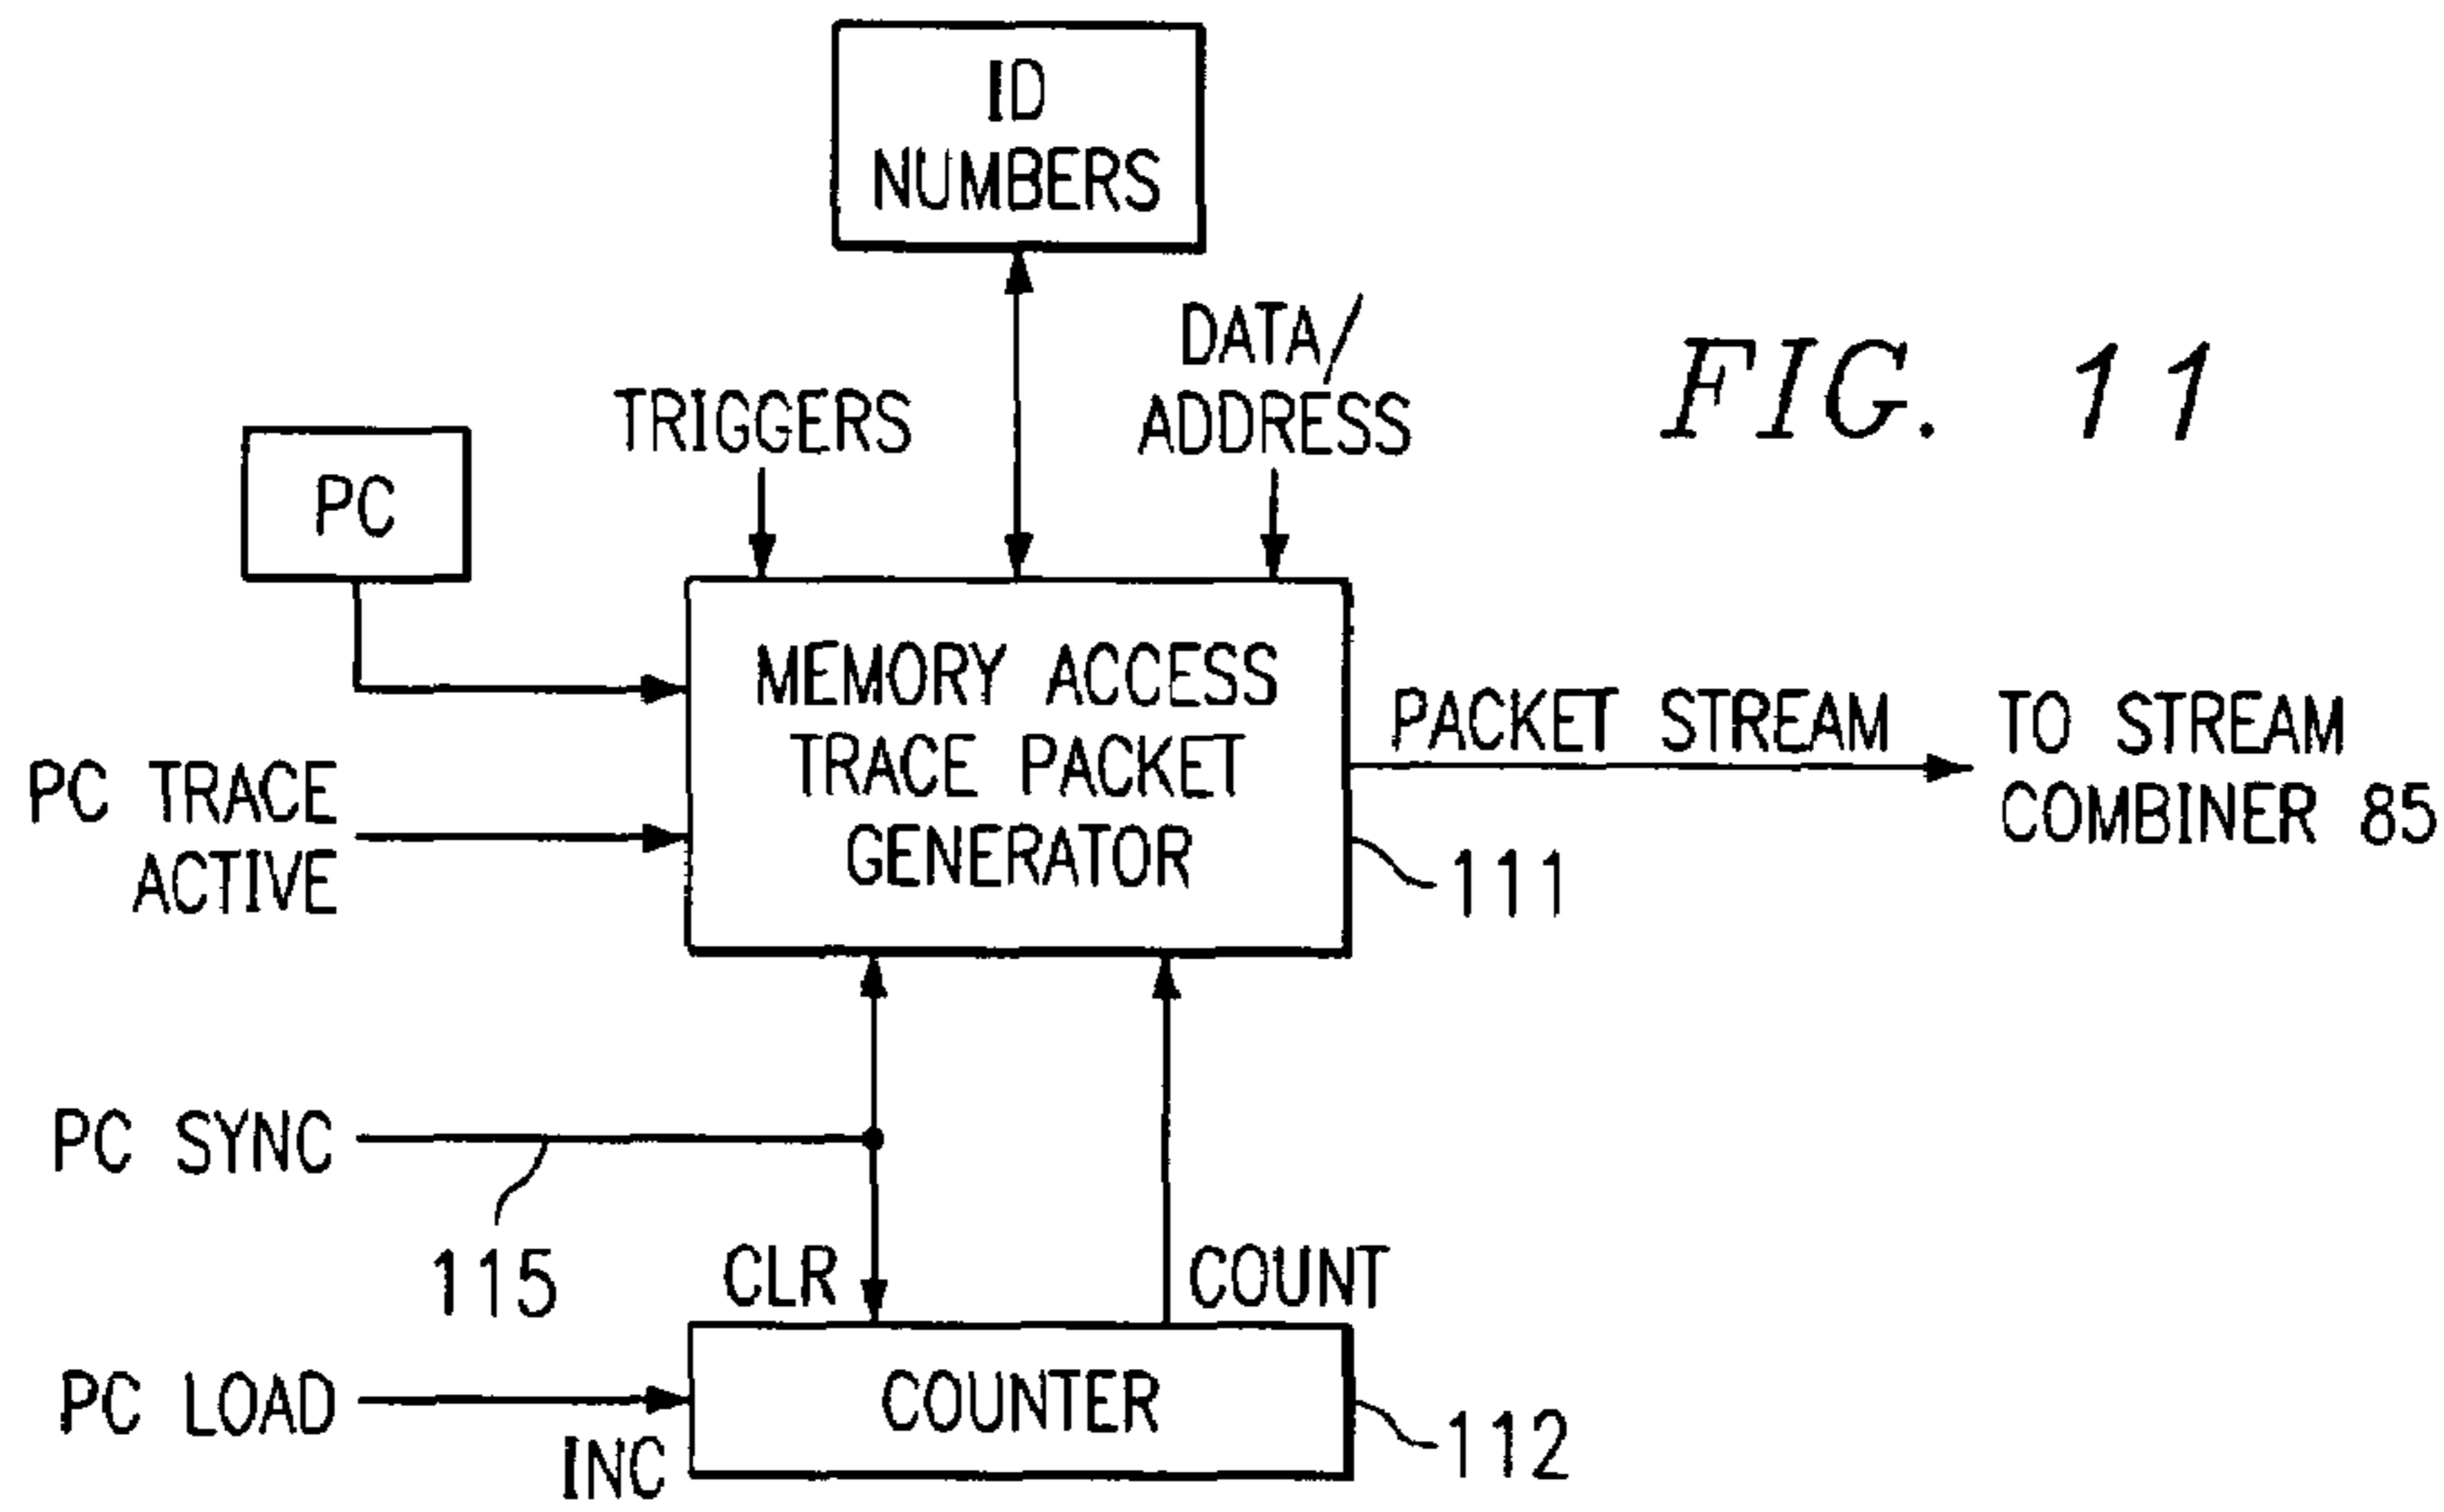 ID
NUMBERS
DATA/
ADDRESS
TRIGGERS
FIG. 11
PC
MEMORY ACCESS
TRACE PACKET
GENERATOR
PC TRACE
ACTIVE
PACKET STREAM
TO STREAM
COMBINER 85
111
PC SYNC
115
CLR
COUNT
PC LOAD
INC
COUNTER
112